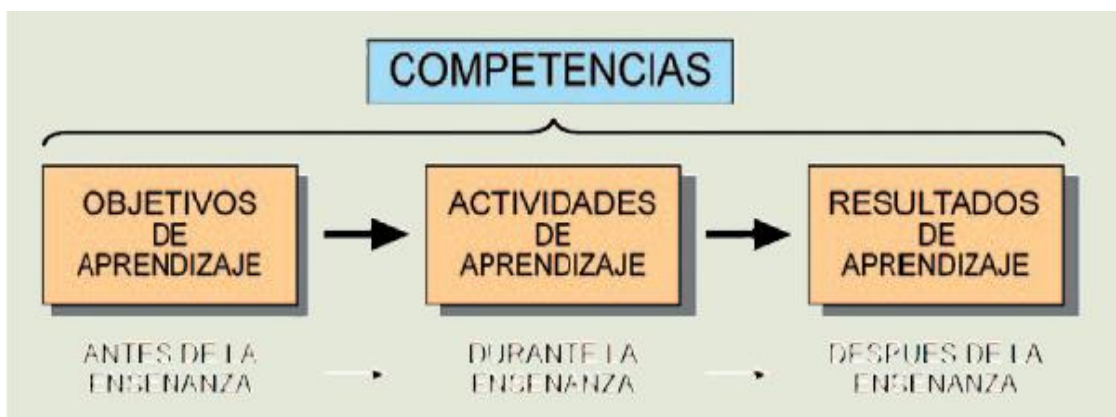 COMPETENCIAS
OBJETIVOS
DE
APRENDIZAJE
ACTIVIDADES
DE
APRENDIZAJE
RESULTADOS
DE
APRENDIZAJE
ANTES DE LA
ENSENANZA
DURANTE LA
ENSENANZA
DESPUES DE LA
ENSENANZA